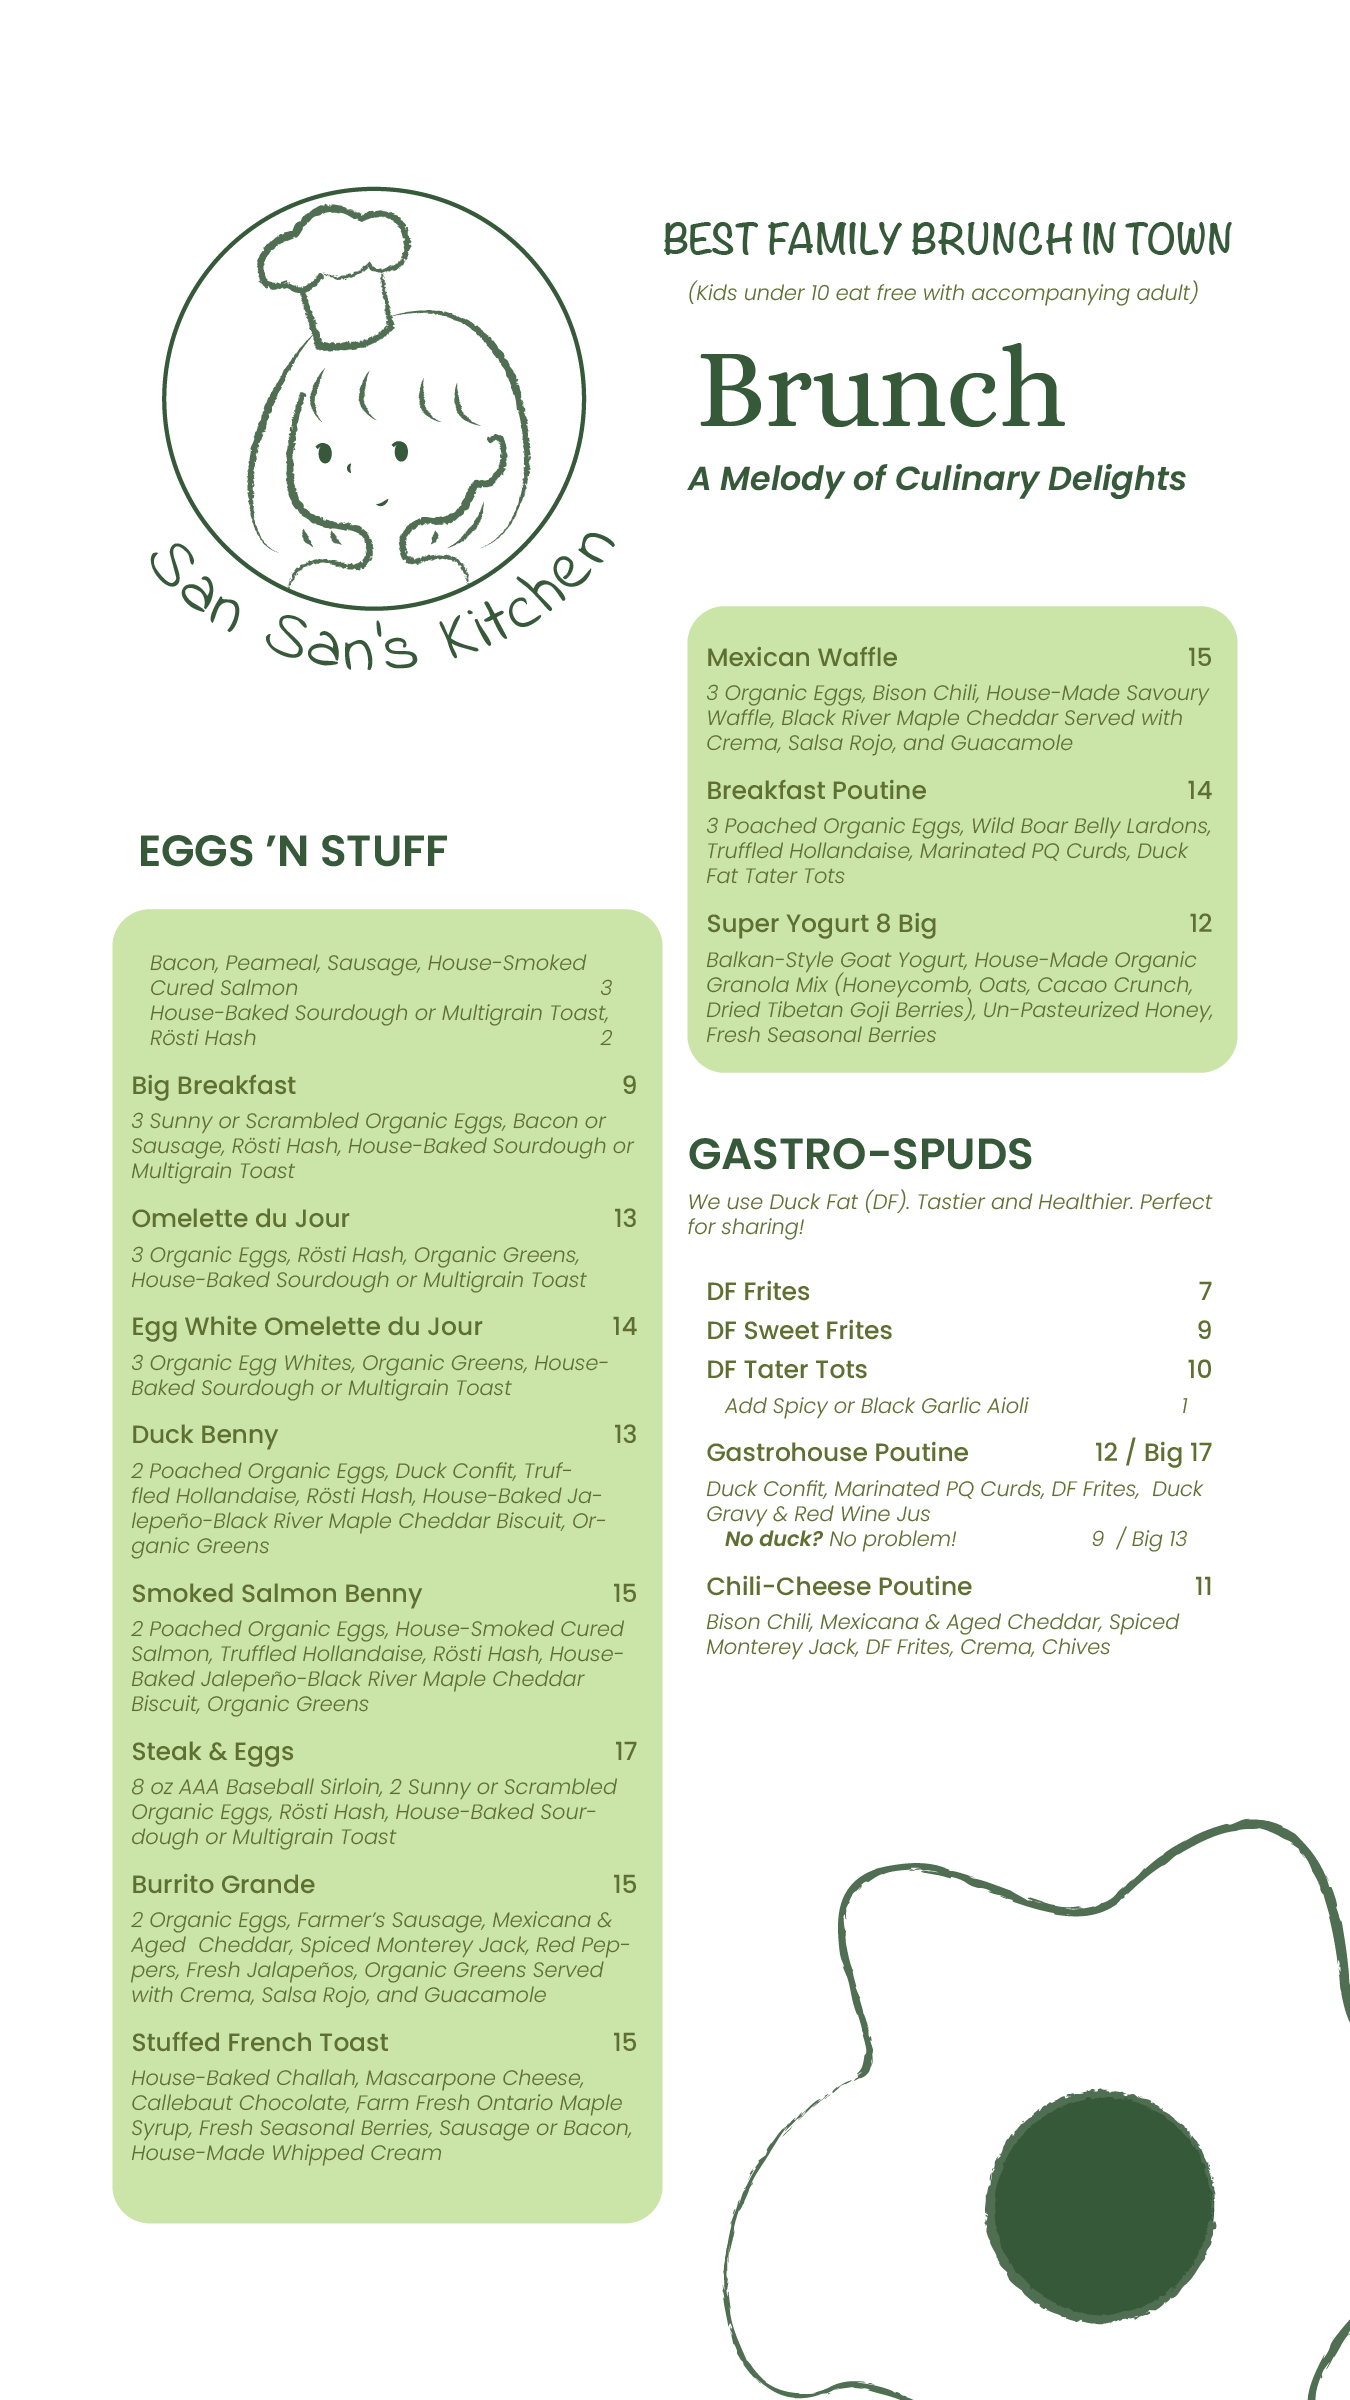 San San's Kitchen
BEST FAMILY BRUNCH IN TOWN
(Kids under 10 eat free with accompanying adult)
Brunch
A Melody of Culinary Delights
EGGS ’N STUFF
Bacon, Peameal, Sausage, House-Smoked
Cured Salmon 3
House-Baked Sourdough or Multigrain Toast,
Rösti Hash 2
Big Breakfast 9
3 Sunny or Scrambled Organic Eggs, Bacon or
Sausage, Rösti Hash, House-Baked Sourdough or
Multigrain Toast
Omelette du Jour 13
3 Organic Eggs, Rösti Hash, Organic Greens,
House-Baked Sourdough or Multigrain Toast
Egg White Omelette du Jour 14
3 Organic Egg Whites, Organic Greens, House-
Baked Sourdough or Multigrain Toast
Duck Benny 13
2 Poached Organic Eggs, Duck Confit, Truf-
fled Hollandaise, Rösti Hash, House-Baked Ja-
lepeño-Black River Maple Cheddar Biscuit, Or-
ganic Greens
Smoked Salmon Benny 15
2 Poached Organic Eggs, House-Smoked Cured
Salmon, Truffled Hollandaise, Rösti Hash, House-
Baked Jalepeño-Black River Maple Cheddar
Biscuit, Organic Greens
Steak & Eggs 17
8 oz AAA Baseball Sirloin, 2 Sunny or Scrambled
Organic Eggs, Rösti Hash, House-Baked Sour-
dough or Multigrain Toast
Burrito Grande 15
2 Organic Eggs, Farmer’s Sausage, Mexicana &
Aged Cheddar, Spiced Monterey Jack, Red Pep-
pers, Fresh Jalapeños, Organic Greens Served
with Crema, Salsa Rojo, and Guacamole
Stuffed French Toast 15
House-Baked Challah, Mascarpone Cheese,
Callebaut Chocolate, Farm Fresh Ontario Maple
Syrup, Fresh Seasonal Berries, Sausage or Bacon,
House-Made Whipped Cream
Mexican Waffle 15
3 Organic Eggs, Bison Chili, House-Made Savoury
Waffle, Black River Maple Cheddar Served with
Crema, Salsa Rojo, and Guacamole
Breakfast Poutine 14
3 Poached Organic Eggs, Wild Boar Belly Lardons,
Truffled Hollandaise, Marinated PQ Curds, Duck
Fat Tater Tots
Super Yogurt 8 Big 12
Balkan-Style Goat Yogurt, House-Made Organic
Granola Mix (Honeycomb, Oats, Cacao Crunch,
Dried Tibetan Goji Berries), Un-Pasteurized Honey,
Fresh Seasonal Berries
GASTRO-SPUDS
We use Duck Fat (DF). Tastier and Healthier. Perfect
for sharing!
DF Frites 7
DF Sweet Frites 9
DF Tater Tots 10
Add Spicy or Black Garlic Aioli 1
Gastrohouse Poutine 12 / Big 17
Duck Confit, Marinated PQ Curds, DF Frites, Duck
Gravy & Red Wine Jus
No duck? No problem! 9 / Big 13
Chili-Cheese Poutine 11
Bison Chili, Mexicana & Aged Cheddar, Spiced
Monterey Jack, DF Frites, Crema, Chives